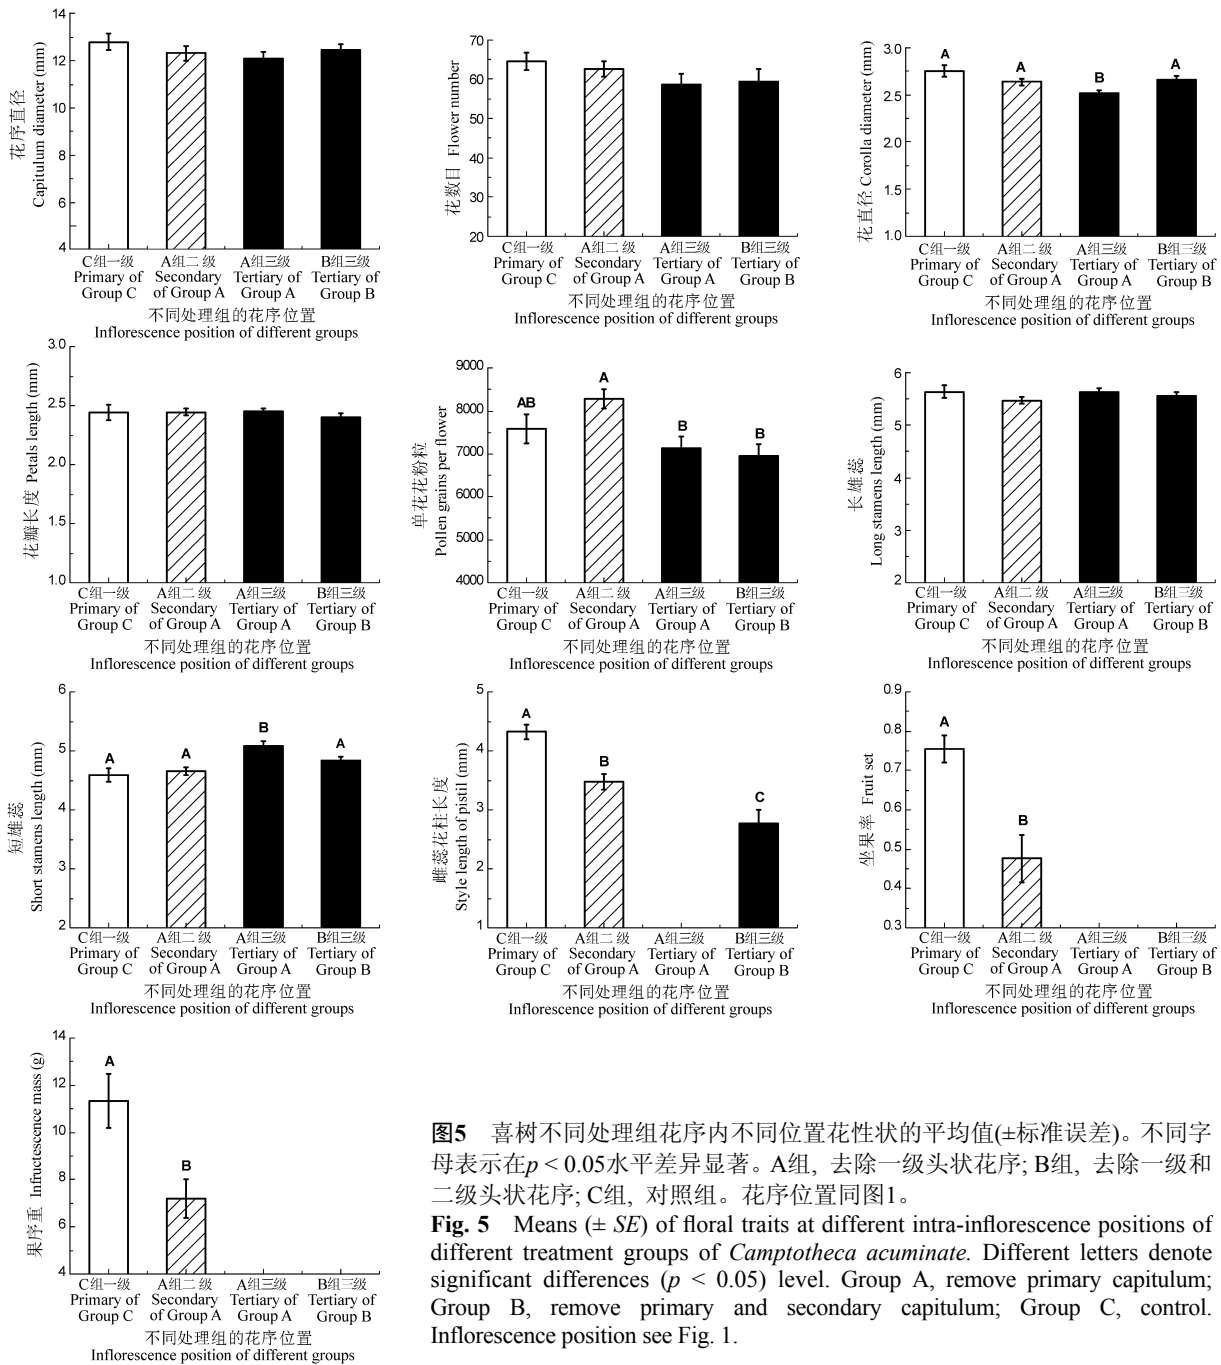 14
12
10
8
6
4
花序直径
Capitulum diameter (mm)
C组一级
Primary of
Group C
A组二级
Secondary
of Group A
A组三级
Tertiary of
Group A
B组三级
Tertiary of
Group B
不同处理组的花序位置
Inflorescence position of different groups
70
60
50
40
30
20
花数目 Flower number
C组一级
Primary of
Group C
A组二级
Secondary
of Group A
A组三级
Tertiary of
Group A
B组三级
Tertiary of
Group B
不同处理组的花序位置
Inflorescence position of different groups
3.0
2.5
2.0
1.5
1.0
花直径 Corolla diameter (mm)
A
A
B
A
C组一级
Primary of
Group C
A组二级
Secondary
of Group A
A组三级
Tertiary of
Group A
B组三级
Tertiary of
Group B
不同处理组的花序位置
Inflorescence position of different groups
3.0
2.5
2.0
1.5
1.0
花瓣长度 Petals length (mm)
C组一级
Primary of
Group C
A组二级
Secondary
of Group A
A组三级
Tertiary of
Group A
B组三级
Tertiary of
Group B
不同处理组的花序位置
Inflorescence position of different groups
9000
8000
7000
6000
5000
4000
单花花粉粒
Pollen grains per flower
AB
A
B
B
C组一级
Primary of
Group C
A组二级
Secondary
of Group A
A组三级
Tertiary of
Group A
B组三级
Tertiary of
Group B
不同处理组的花序位置
Inflorescence position of different groups
6
5
4
3
2
长雄蕊
Long stamens length (mm)
C组一级
Primary of
Group C
A组二级
Secondary
of Group A
A组三级
Tertiary of
Group A
B组三级
Tertiary of
Group B
不同处理组的花序位置
Inflorescence position of different groups
6
5
4
3
2
短雄蕊
Short stamens length (mm)
A
A
B
A
C组一级
Primary of
Group C
A组二级
Secondary
of Group A
A组三级
Tertiary of
Group A
B组三级
Tertiary of
Group B
不同处理组的花序位置
Inflorescence position of different groups
5
4
3
2
1
雌蕊花柱长度
Style length of pistil (mm)
A
B
C
C组一级
Primary of
Group C
A组二级
Secondary
of Group A
A组三级
Tertiary of
Group A
B组三级
Tertiary of
Group B
不同处理组的花序位置
Inflorescence position of different groups
0.9
0.8
0.7
0.6
0.5
0.4
0.3
坐果率 Fruit set
A
B
C组一级
Primary of
Group C
A组二级
Secondary
of Group A
A组三级
Tertiary of
Group A
B组三级
Tertiary of
Group B
不同处理组的花序位置
Inflorescence position of different groups
14
12
10
8
6
4
果序重 Infructescence mass (g)
A
B
C组一级
Primary of
Group C
A组二级
Secondary
of Group A
A组三级
Tertiary of
Group A
B组三级
Tertiary of
Group B
不同处理组的花序位置
Inflorescence position of different groups
图5 喜树不同处理组花序内不同位置花性状的平均值(±标准误差)。不同字
母表示在p < 0.05水平差异显著。A组, 去除一级头状花序; B组, 去除一级和
二级头状花序; C组, 对照组。花序位置同图1。
Fig. 5 Means (± SE) of floral traits at different intra-inflorescence positions of
different treatment groups of Camptotheca acuminate. Different letters denote
significant differences (p < 0.05) level. Group A, remove primary capitulum;
Group B, remove primary and secondary capitulum; Group C, control.
Inflorescence position see Fig. 1.